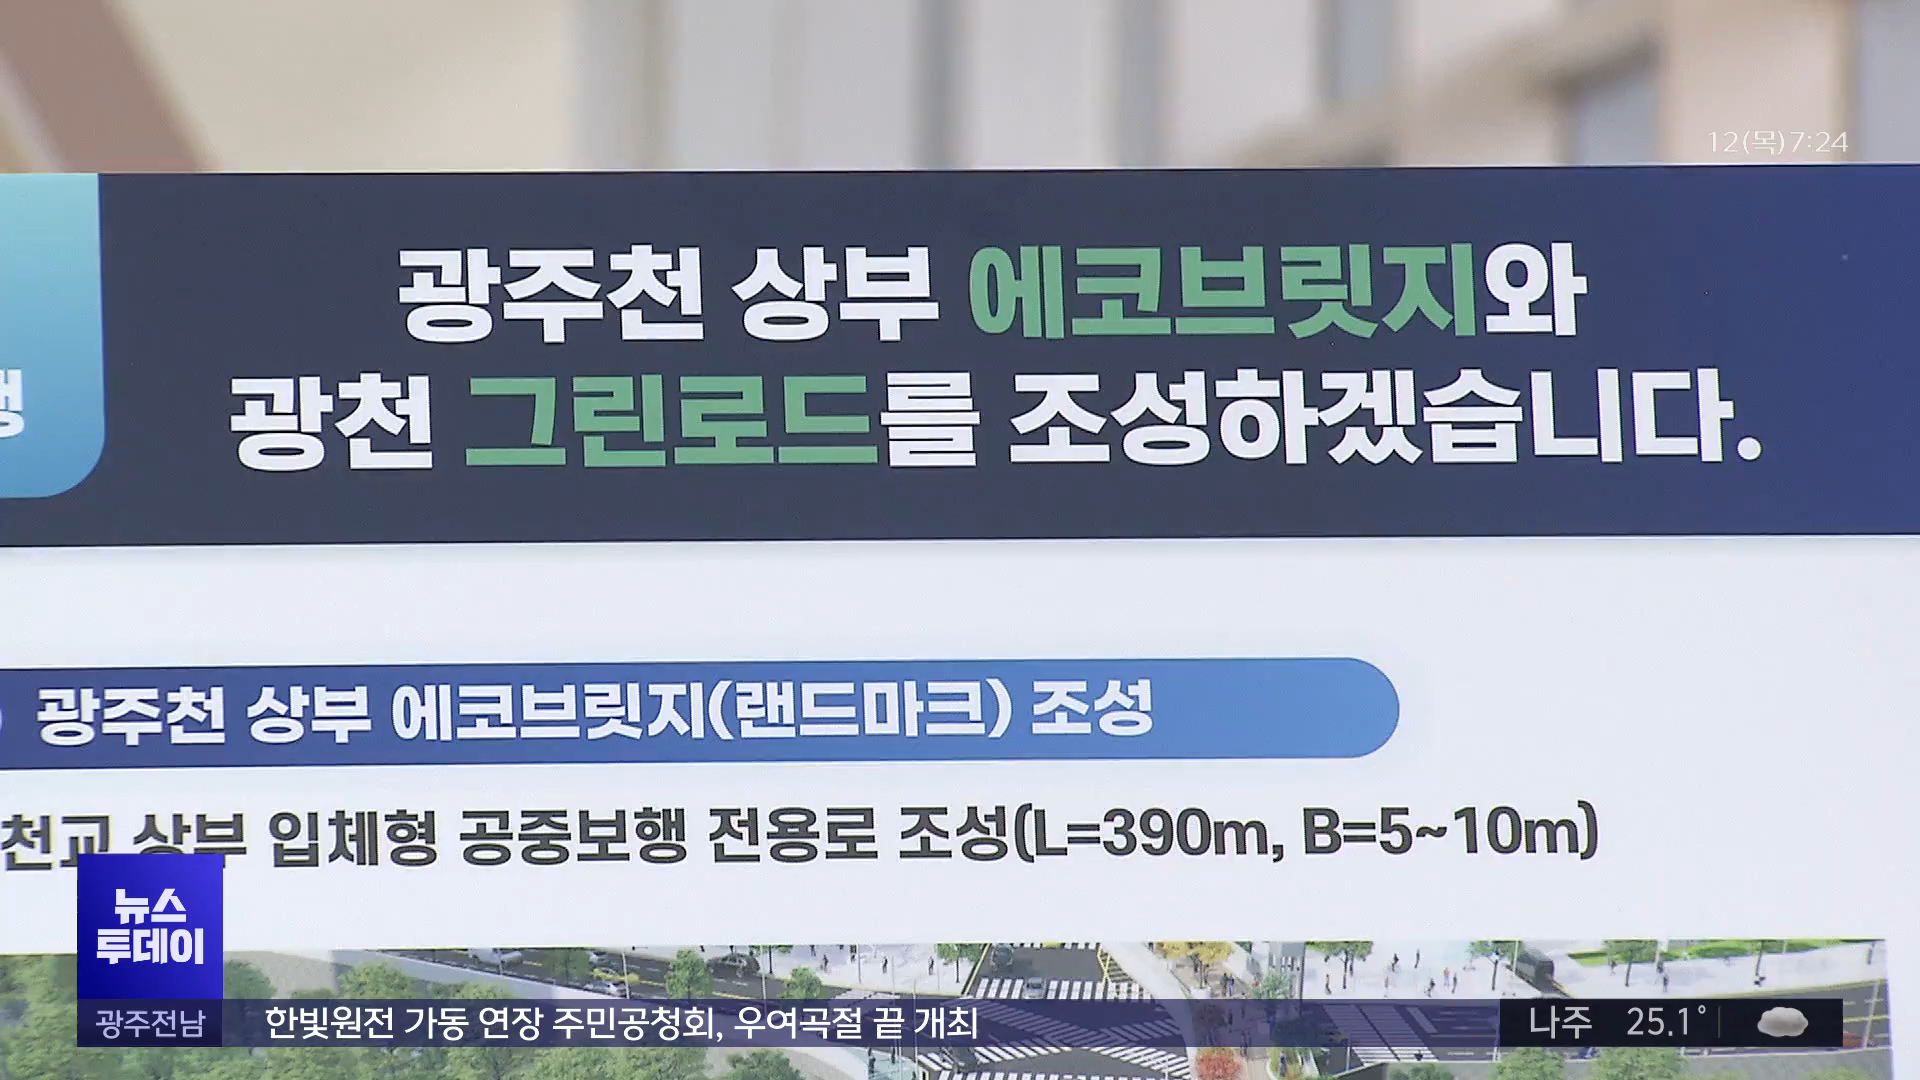 12(목)7:24
광주천 상부 에코브릿지와
광천 그린로드를 조성하겠습니다.
광주천 상부 에코브릿지(랜드마크) 조성
천교 상부 입체형 공중보행 전용로 조성(L=390m, B=5~10m)
뉴스
투데이
광주전남 한빛원전 가동 연장 주민공청회, 우여곡절 끝 개최 나주 25.1°